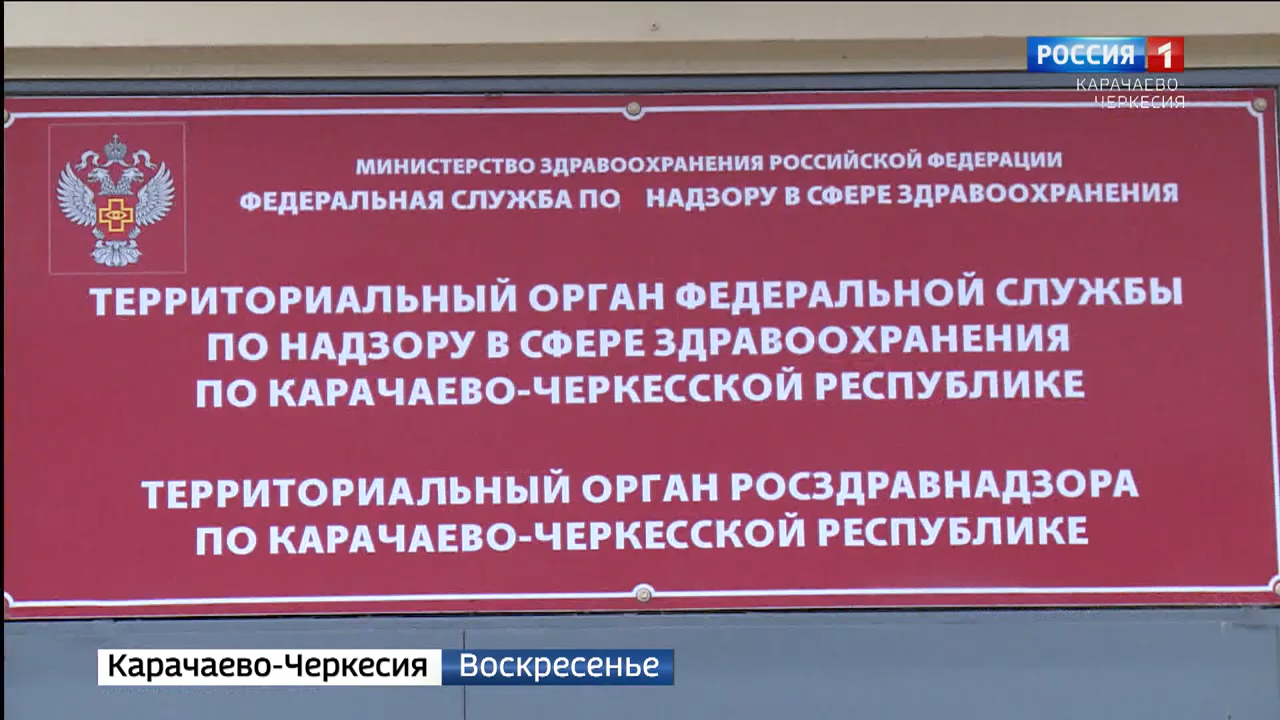 РОССИЯ 1
КАРАЧАЕВО
ЧЕРКЕСИЯ
МИНИСТЕРСТВО ЗДРАВООХРАНЕНИЯ РОССИЙСКОЙ ФЕДЕРАЦИИ
ФЕДЕРАЛЬНАЯ СЛУЖБА ПО НАДЗОРУ В СФЕРЕ ЗДРАВООХРАНЕНИЯ
ТЕРРИТОРИАЛЬНЫЙ ОРГАН ФЕДЕРАЛЬНОЙ СЛУЖБЫ
ПО НАДЗОРУ В СФЕРЕ ЗДРАВООХРАНЕНИЯ
ПО КАРАЧАЕВО-ЧЕРКЕССКОЙ РЕСПУБЛИКЕ
ТЕРРИТОРИАЛЬНЫЙ ОРГАН РОСЗДРАВНАДЗОРА
ПО КАРАЧАЕВО-ЧЕРКЕССКОЙ РЕСПУБЛИКЕ
Карачаево-Черкесия Воскресенье